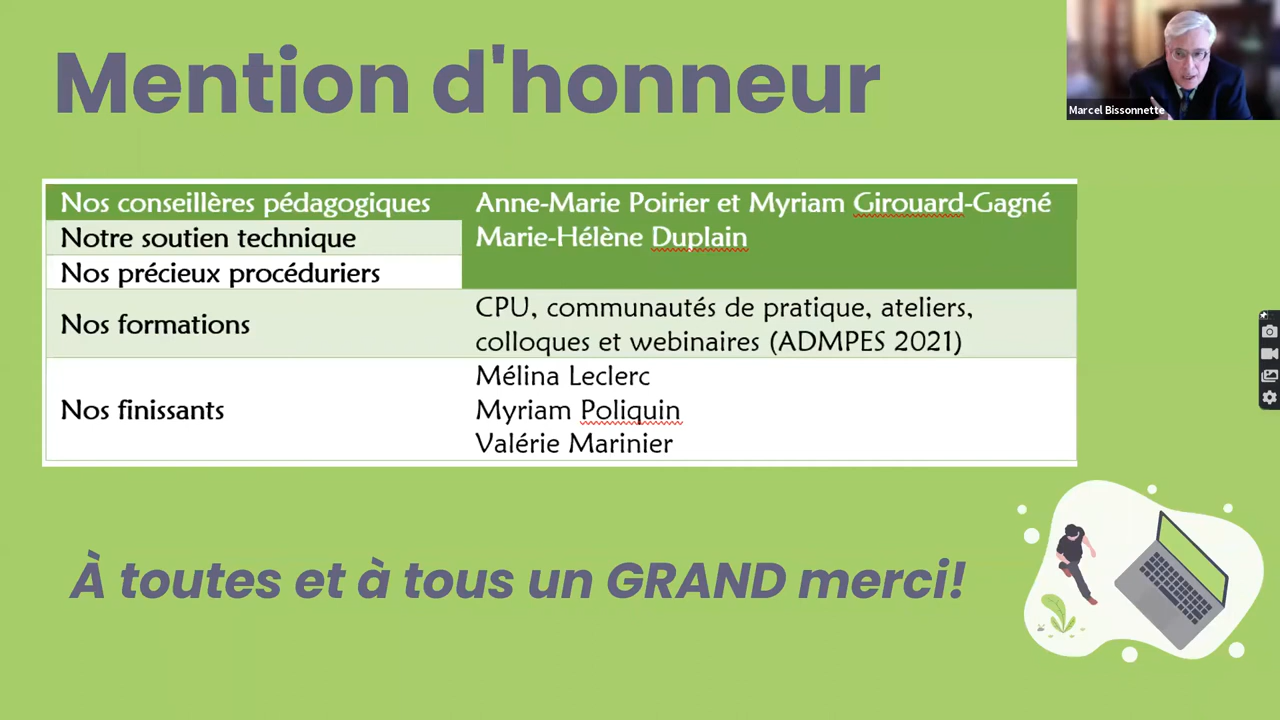 Mention d'honneur
Marcel Bissonnette
Nos conseillères pédagogiques Anne-Marie Poirier et Myriam Girouard-Gagné
Notre soutien technique Marie-Hélène Duplain
Nos précieux procéduriers
Nos formations
CPU, communautés de pratique, ateliers,
colloques et webinaires (ADMPES 2021)
Nos finissants
Mélina Leclerc
Myriam Poliquin
Valérie Marinier
À toutes et à tous un GRAND merci!